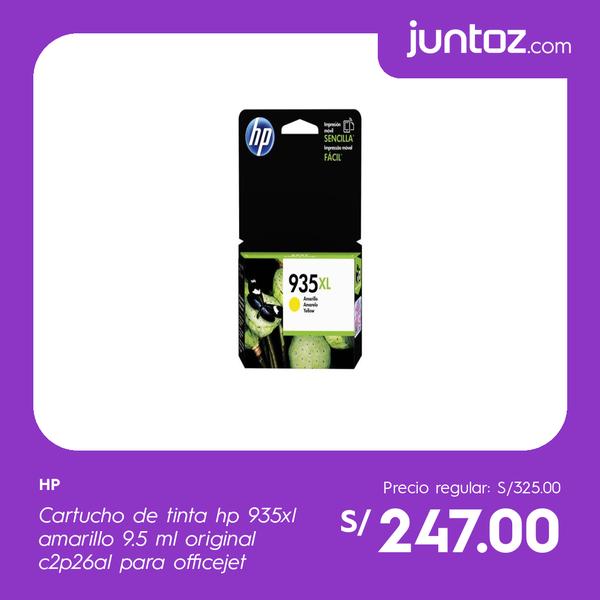 juntoz.com
hp
Impresión
móvil
SENCILLA
Impressão móvel
FÁCIL
935XL
Amarillo
Amarelo
Yellow
HP
Precio regular: S/325.00
Cartucho de tinta hp 935xl
amarillo 9.5 ml original
c2p26al para officejet
S/ 247.00